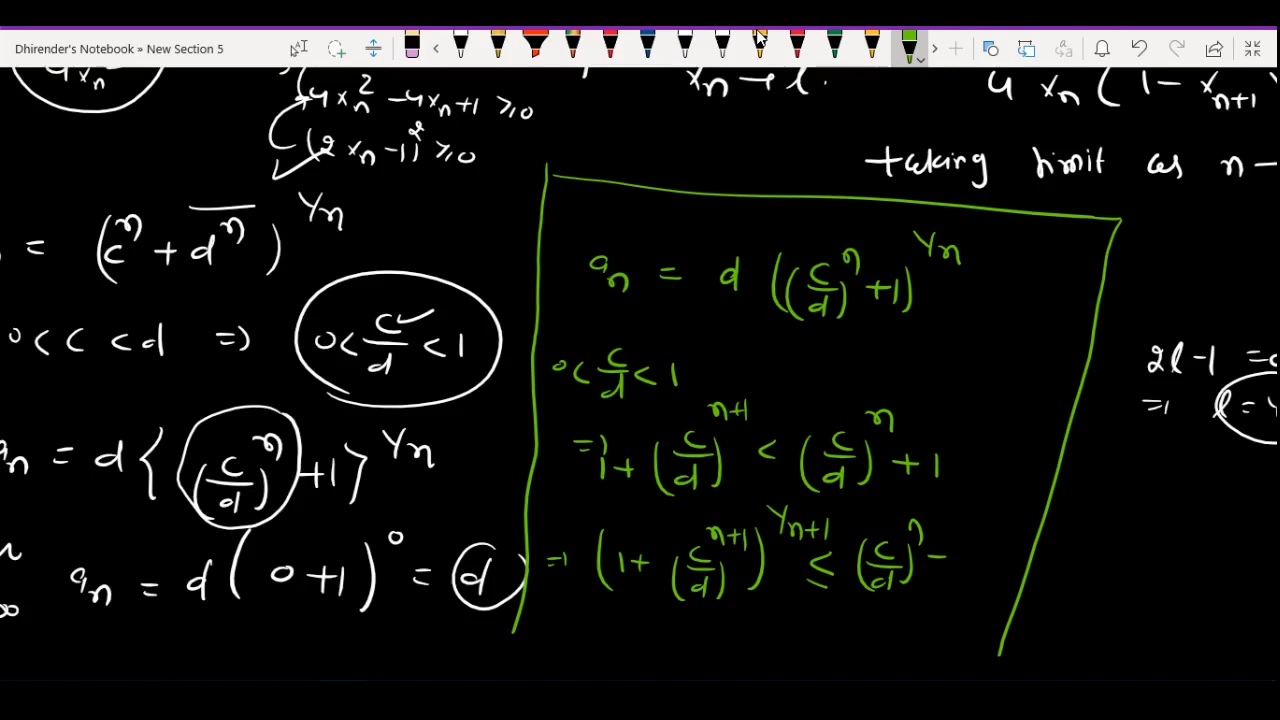 Dhirender's Notebook » New Section 5
4x_n^2 - 4x_n + 1 ≥ 0
(2x_n - 1)^2 ≥ 0
x_n → l.
4 x_n (1 - x_{n+1})
taking limit as n -
= (c^n + d^n)^{1/n}
0 < c < d ⇒ 0 < c/d < 1
a_n = d { (c/d)^n + 1 }^{1/n}
a_n = d (0 + 1)^0 = d
a_n = d ((c/d)^n + 1)^{1/n}
0 < c/d < 1
⇒ 1 + (c/d)^{n+1} < (c/d)^n + 1
⇒ (1 + (c/d)^{n+1})^{1/n+1} ≤ (c/d)^n -
2l - 1 =
⇒ l =